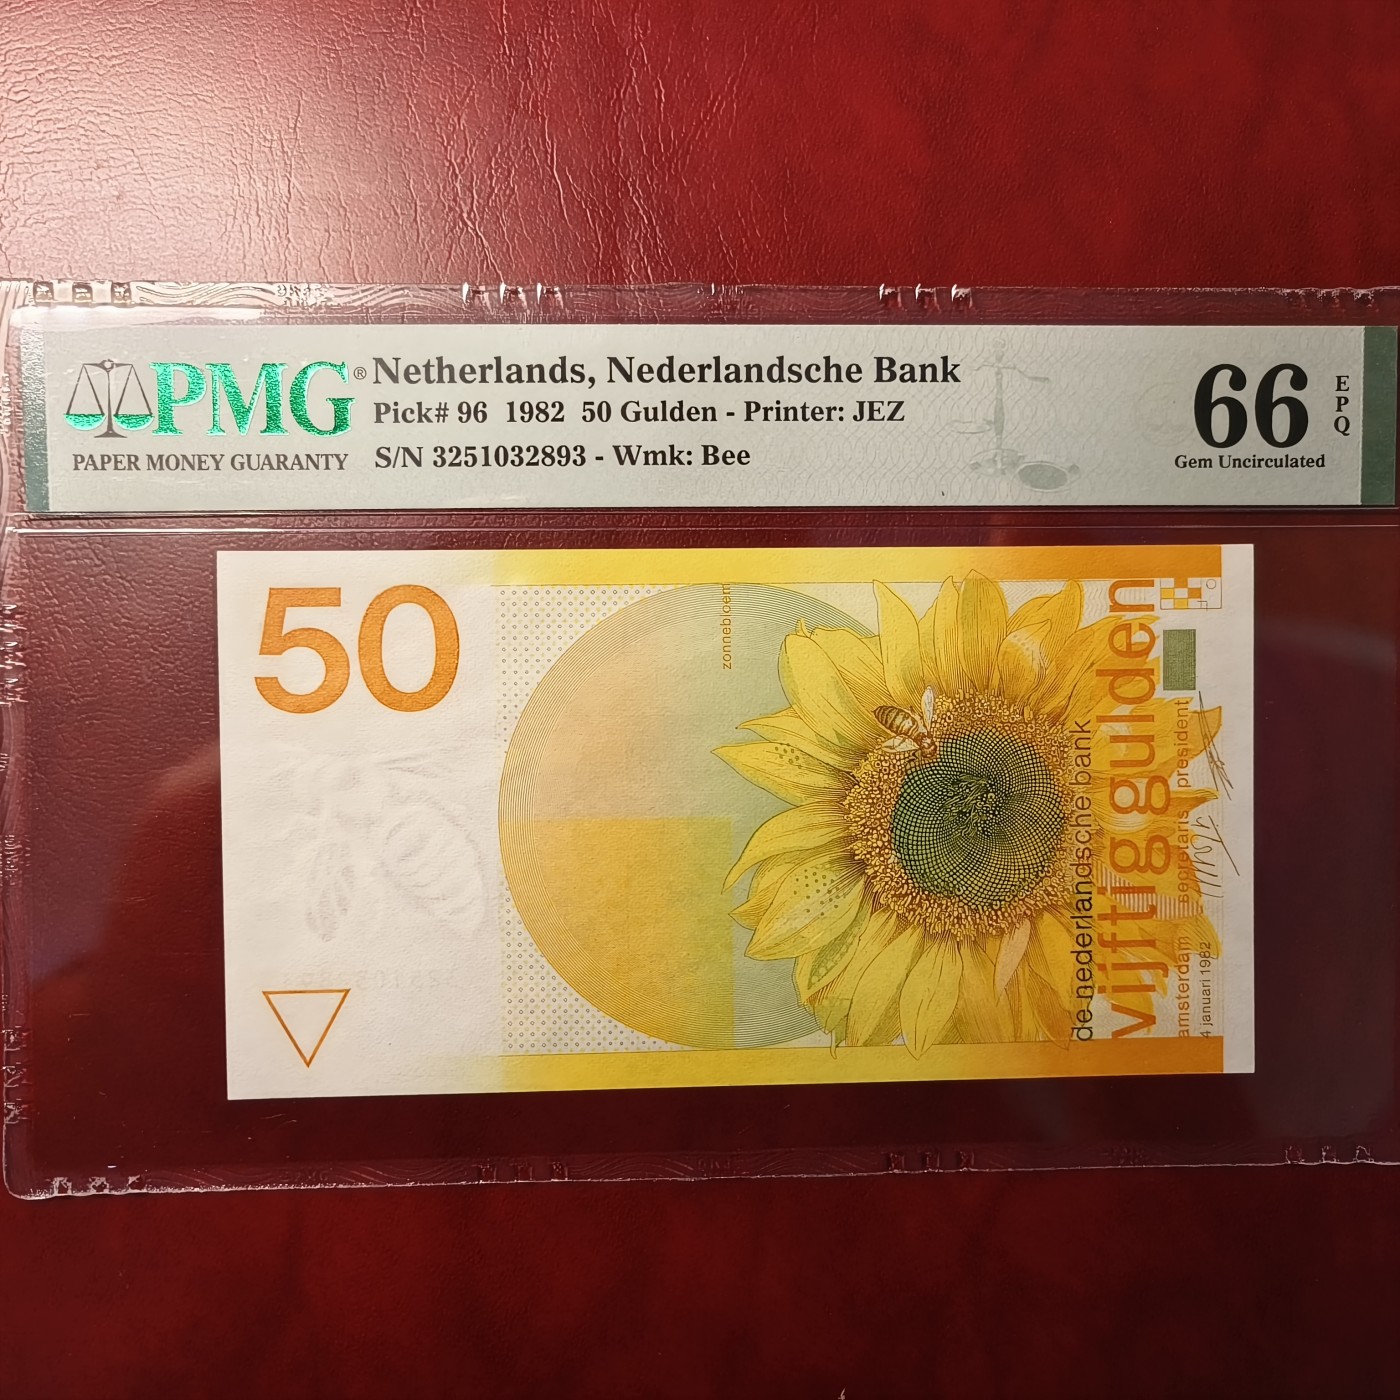 PMG®
PAPER MONEY GUARANTY
Netherlands, Nederlandsche Bank
Pick# 96 1982 50 Gulden - Printer: JEZ
S/N 3251032893 - Wmk: Bee
66
EPQ
Gem Uncirculated
50
zonnebloem
de nederlandsche bank
vijftig gulden
amsterdam secretaris president
4 januari 1982